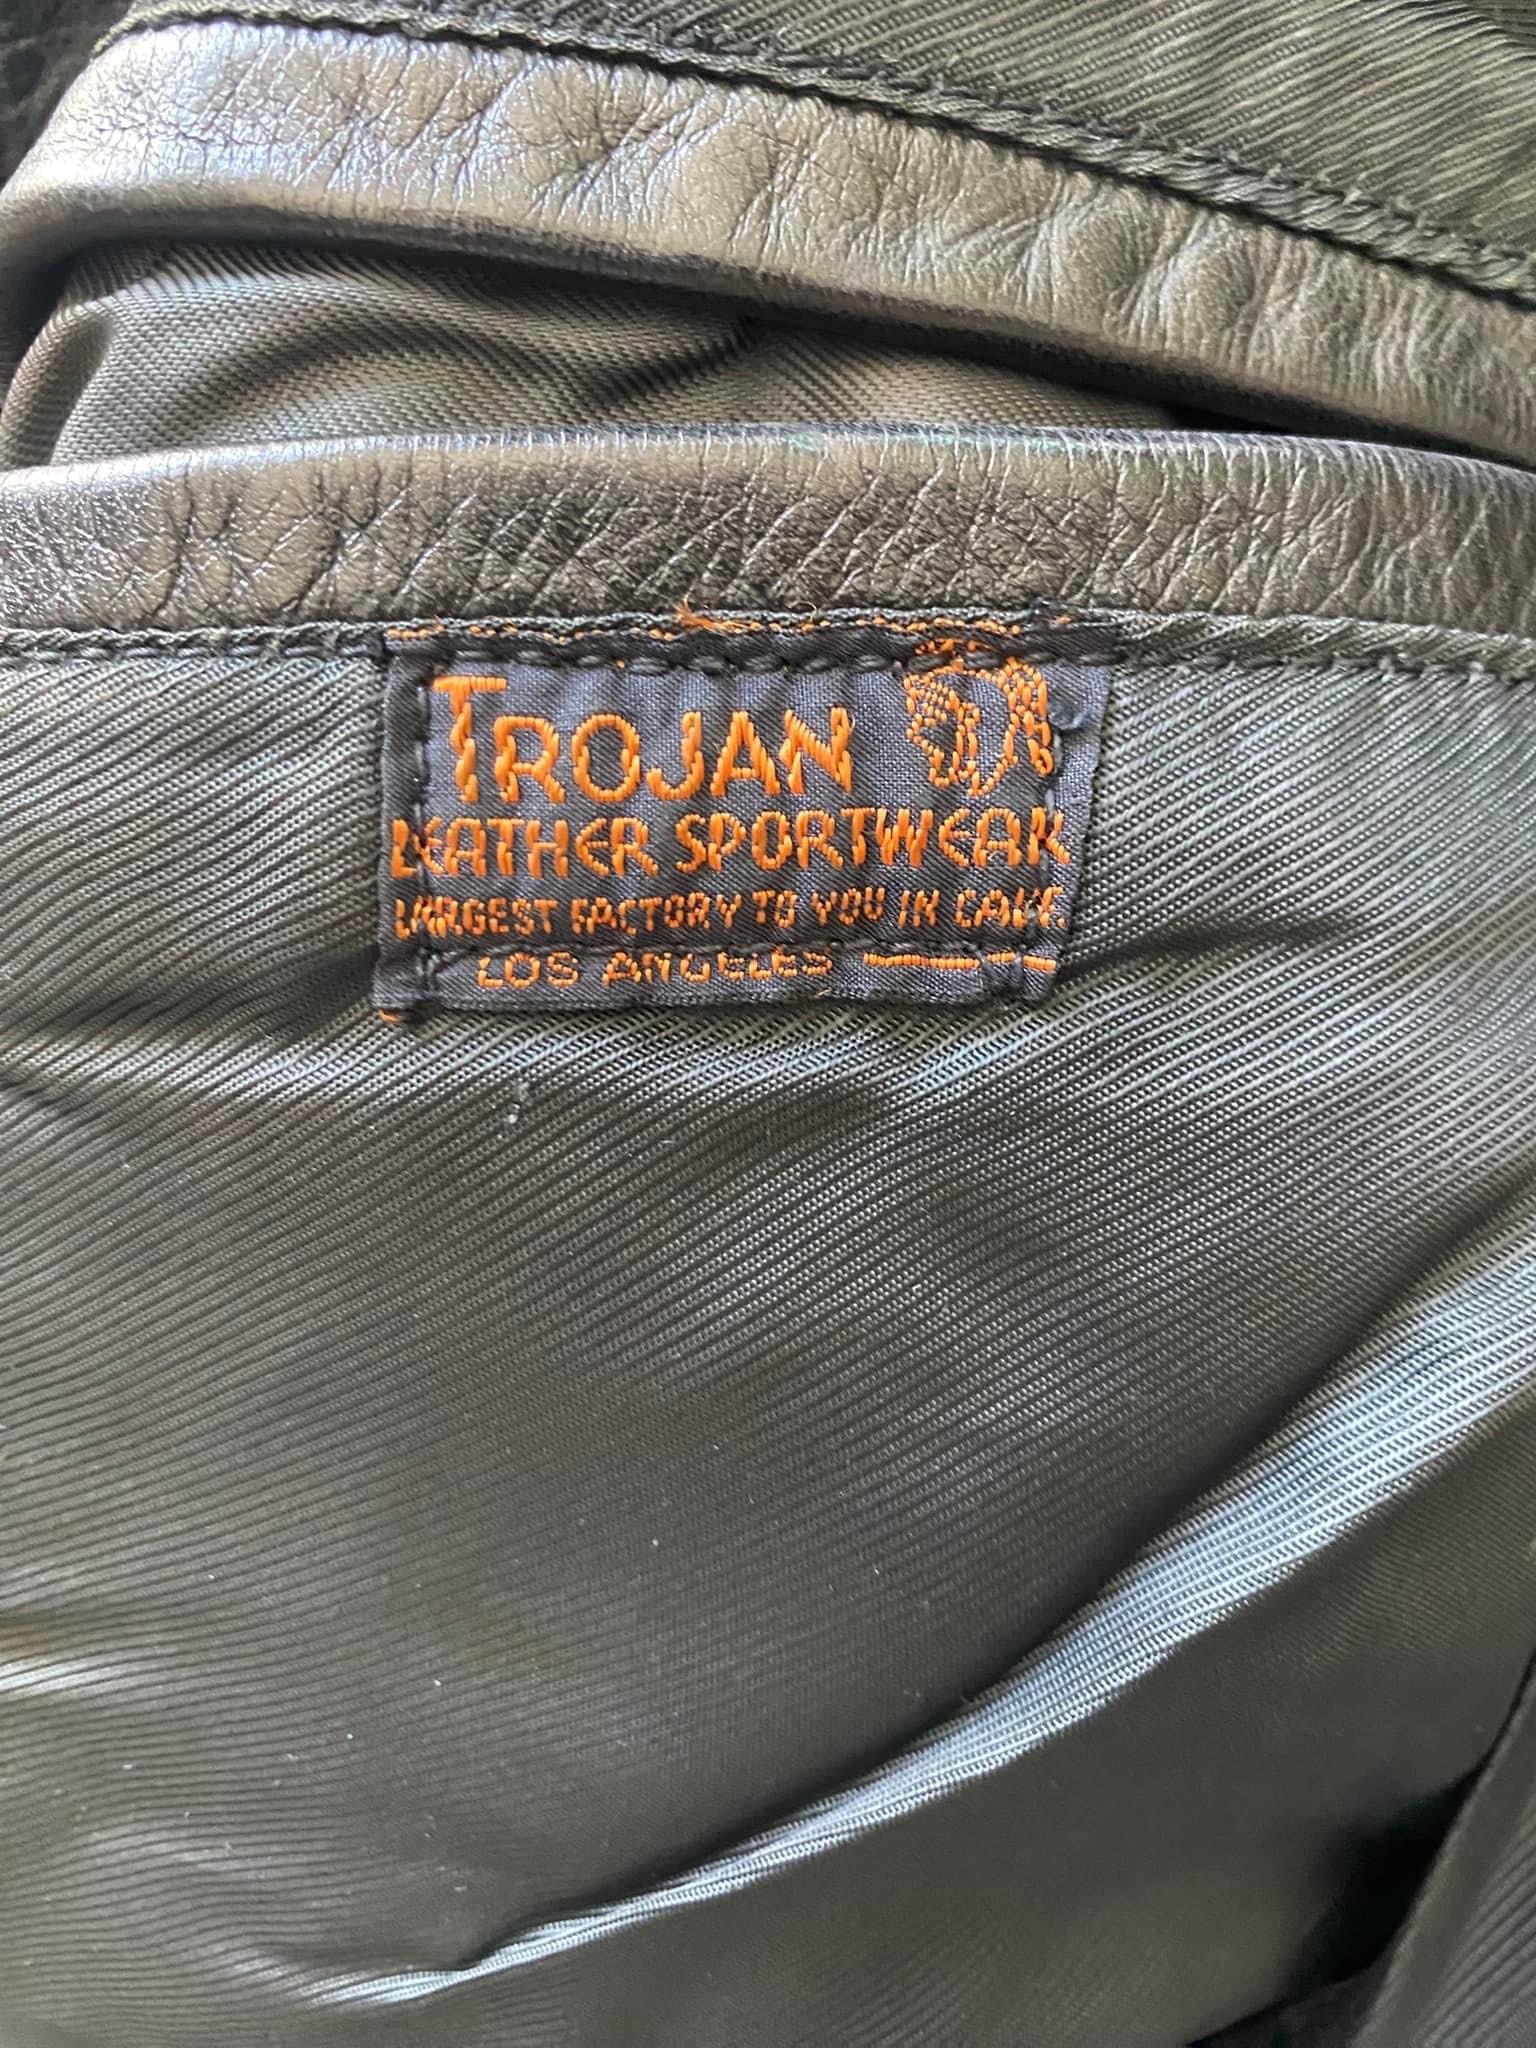 TROJAN
LEATHER SPORTWEAR
LARGEST FACTORY TO YOU IN CALIF.
LOS ANGELES